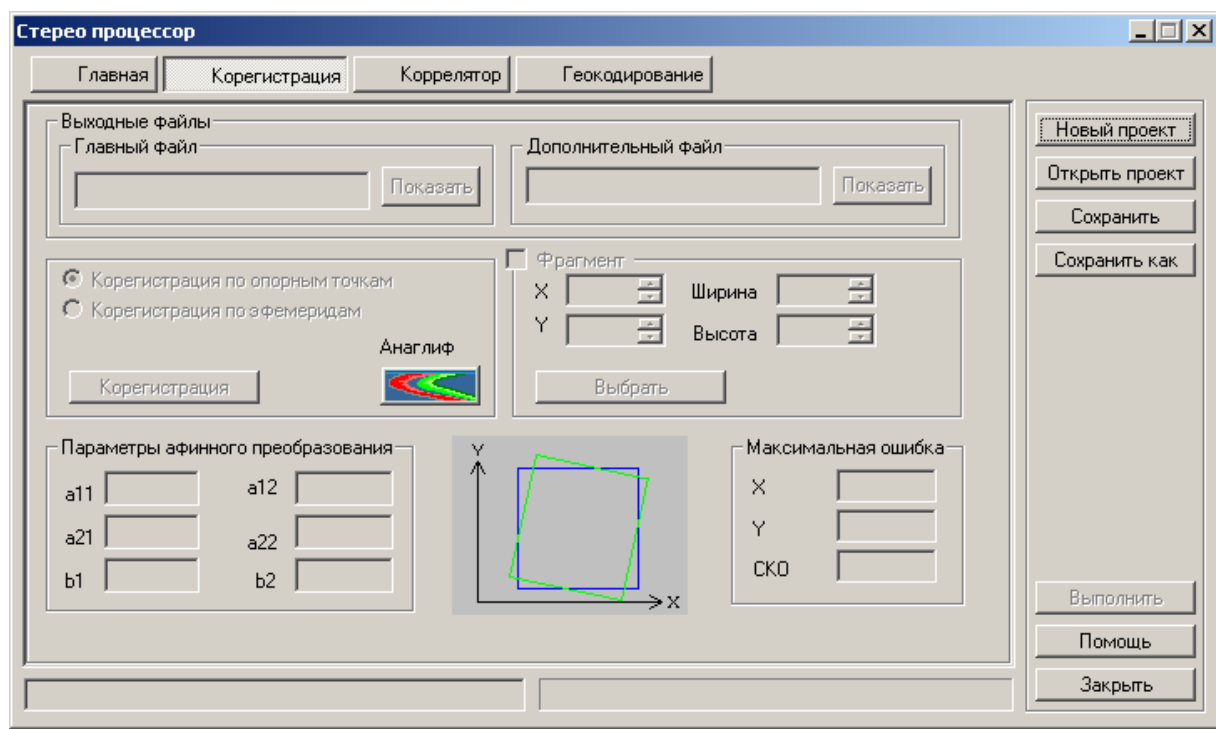 Стерео процессор
Главная
Корегистрация
Коррелятор
Геокодирование
Выходные файлы
Главный файл
Показать
Дополнительный файл
Показать
Корегистрация по опорным точкам
Корегистрация по эфемеридам
Анаглиф
Корегистрация
Фрагмент
X
Ширина
Y
Высота
Выбрать
Параметры афинного преобразования
a11
a12
a21
a22
b1
b2
Y
X
Максимальная ошибка
X
Y
СКО
Новый проект
Открыть проект
Сохранить
Сохранить как
Выполнить
Помощь
Закрыть